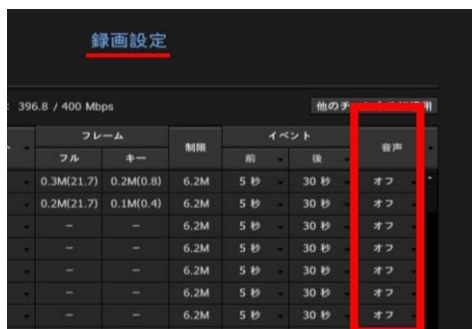 録画設定
396.8 / 400 Mbps
他の
フレーム 制限 イベント 音声
フル キー 前 後
0.3M(21.7) 0.2M(0.8) 6.2M 5 秒 30 秒 オフ
0.2M(21.7) 0.1M(0.4) 6.2M 5 秒 30 秒 オフ
− − 6.2M 5 秒 30 秒 オフ
− − 6.2M 5 秒 30 秒 オフ
− − 6.2M 5 秒 30 秒 オフ
− − 6.2M 5 秒 30 秒 オフ
− − 6.2M 5 秒 30 秒 オフ